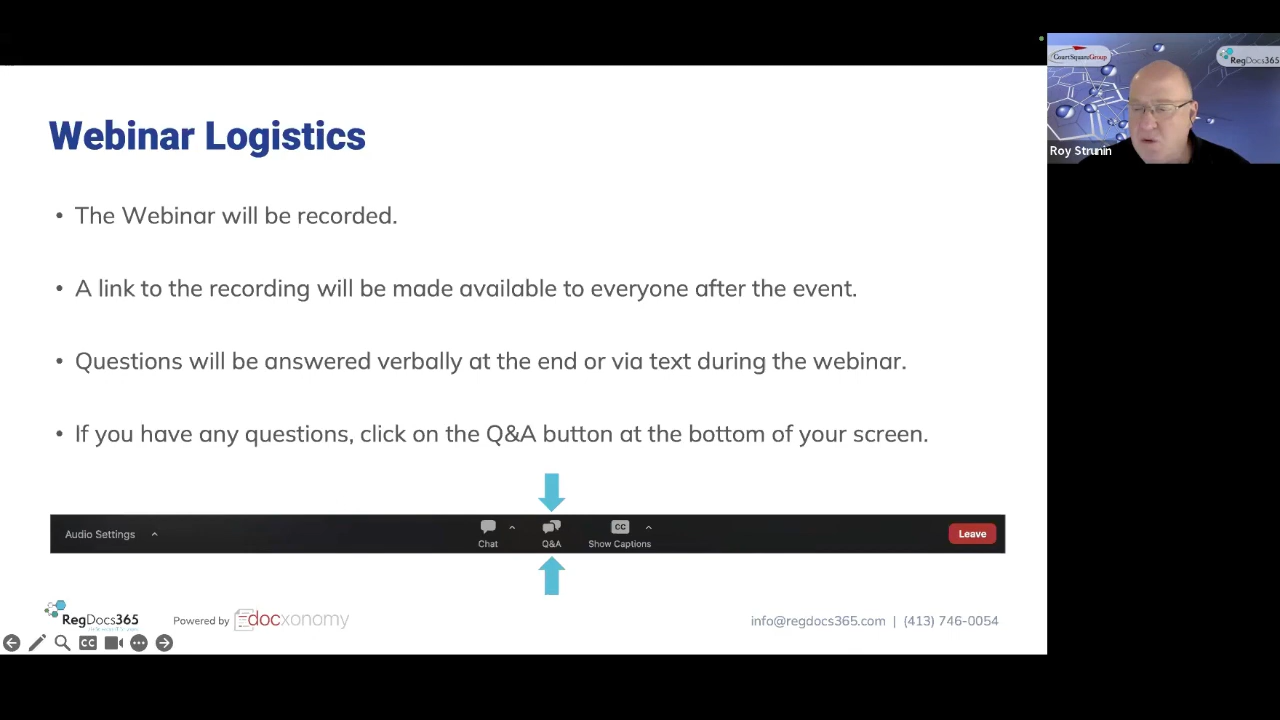 CourtSquareGroup
RegDocs365
Roy Strunin
Webinar Logistics
• The Webinar will be recorded.
• A link to the recording will be made available to everyone after the event.
• Questions will be answered verbally at the end or via text during the webinar.
• If you have any questions, click on the Q&A button at the bottom of your screen.
Audio Settings
Chat
Q&A
CC
Show Captions
Leave
RegDocs365
Powered by docxonomy
info@regdocs365.com | (413) 746-0054
CC